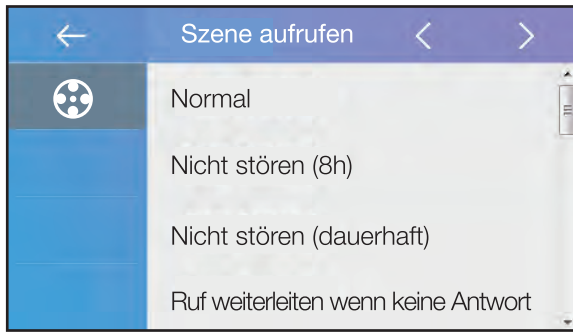 Szene aufrufen
Normal
Nicht stören (8h)
Nicht stören (dauerhaft)
Ruf weiterleiten wenn keine Antwort